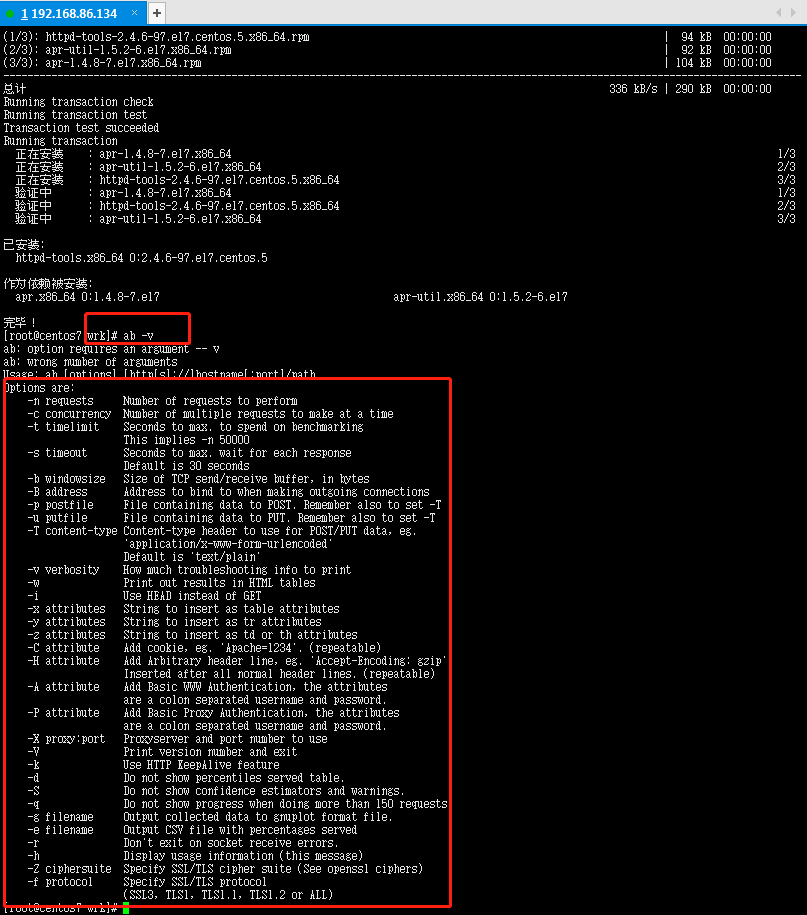 1 192.168.86.134 × +
(1/3): httpd-tools-2.4.6-97.el7.centos.5.x86_64.rpm | 94 kB 00:00:00
(2/3): apr-util-1.5.2-6.el7.x86_64.rpm | 92 kB 00:00:00
(3/3): apr-1.4.8-7.el7.x86_64.rpm | 104 kB 00:00:00
--------------------------------------------------------------------------------
总计 336 kB/s | 290 kB 00:00:00
Running transaction check
Running transaction test
Transaction test succeeded
Running transaction
正在安装 : apr-1.4.8-7.el7.x86_64 1/3
正在安装 : apr-util-1.5.2-6.el7.x86_64 2/3
正在安装 : httpd-tools-2.4.6-97.el7.centos.5.x86_64 3/3
验证中 : apr-1.4.8-7.el7.x86_64 1/3
验证中 : httpd-tools-2.4.6-97.el7.centos.5.x86_64 2/3
验证中 : apr-util-1.5.2-6.el7.x86_64 3/3
已安装:
httpd-tools.x86_64 0:2.4.6-97.el7.centos.5
作为依赖被安装:
apr.x86_64 0:1.4.8-7.el7 apr-util.x86_64 0:1.5.2-6.el7
完毕！
[root@centos7 wrk]# ab -v
ab: option requires an argument -- v
ab: wrong number of arguments
Usage: ab [options] [http[s]://]hostname[:port]/path
Options are:
-n requests Number of requests to perform
-c concurrency Number of multiple requests to make at a time
-t timelimit Seconds to max. to spend on benchmarking
This implies -n 50000
-s timeout Seconds to max. wait for each response
Default is 30 seconds
-b windowsize Size of TCP send/receive buffer, in bytes
-B address Address to bind to when making outgoing connections
-p postfile File containing data to POST. Remember also to set -T
-u putfile File containing data to PUT. Remember also to set -T
-T content-type Content-type header to use for POST/PUT data, eg.
'application/x-www-form-urlencoded'
Default is 'text/plain'
-v verbosity How much troubleshooting info to print
-w Print out results in HTML tables
-i Use HEAD instead of GET
-x attributes String to insert as table attributes
-y attributes String to insert as tr attributes
-z attributes String to insert as td or th attributes
-C attribute Add cookie, eg. 'Apache=1234'. (repeatable)
-H attribute Add Arbitrary header line, eg. 'Accept-Encoding: gzip'
Inserted after all normal header lines. (repeatable)
-A attribute Add Basic WWW Authentication, the attributes
are a colon separated username and password.
-P attribute Add Basic Proxy Authentication, the attributes
are a colon separated username and password.
-X proxy:port Proxyserver and port number to use
-V Print version number and exit
-k Use HTTP KeepAlive feature
-d Do not show percentiles served table.
-S Do not show confidence estimators and warnings.
-q Do not show progress when doing more than 150 requests
-g filename Output collected data to gnuplot format file.
-e filename Output CSV file with percentages served
-r Don't exit on socket receive errors.
-h Display usage information (this message)
-Z ciphersuite Specify SSL/TLS cipher suite (See openssl ciphers)
-f protocol Specify SSL/TLS protocol
(SSL3, TLS1, TLS1.1, TLS1.2 or ALL)
[root@centos7 wrk]#